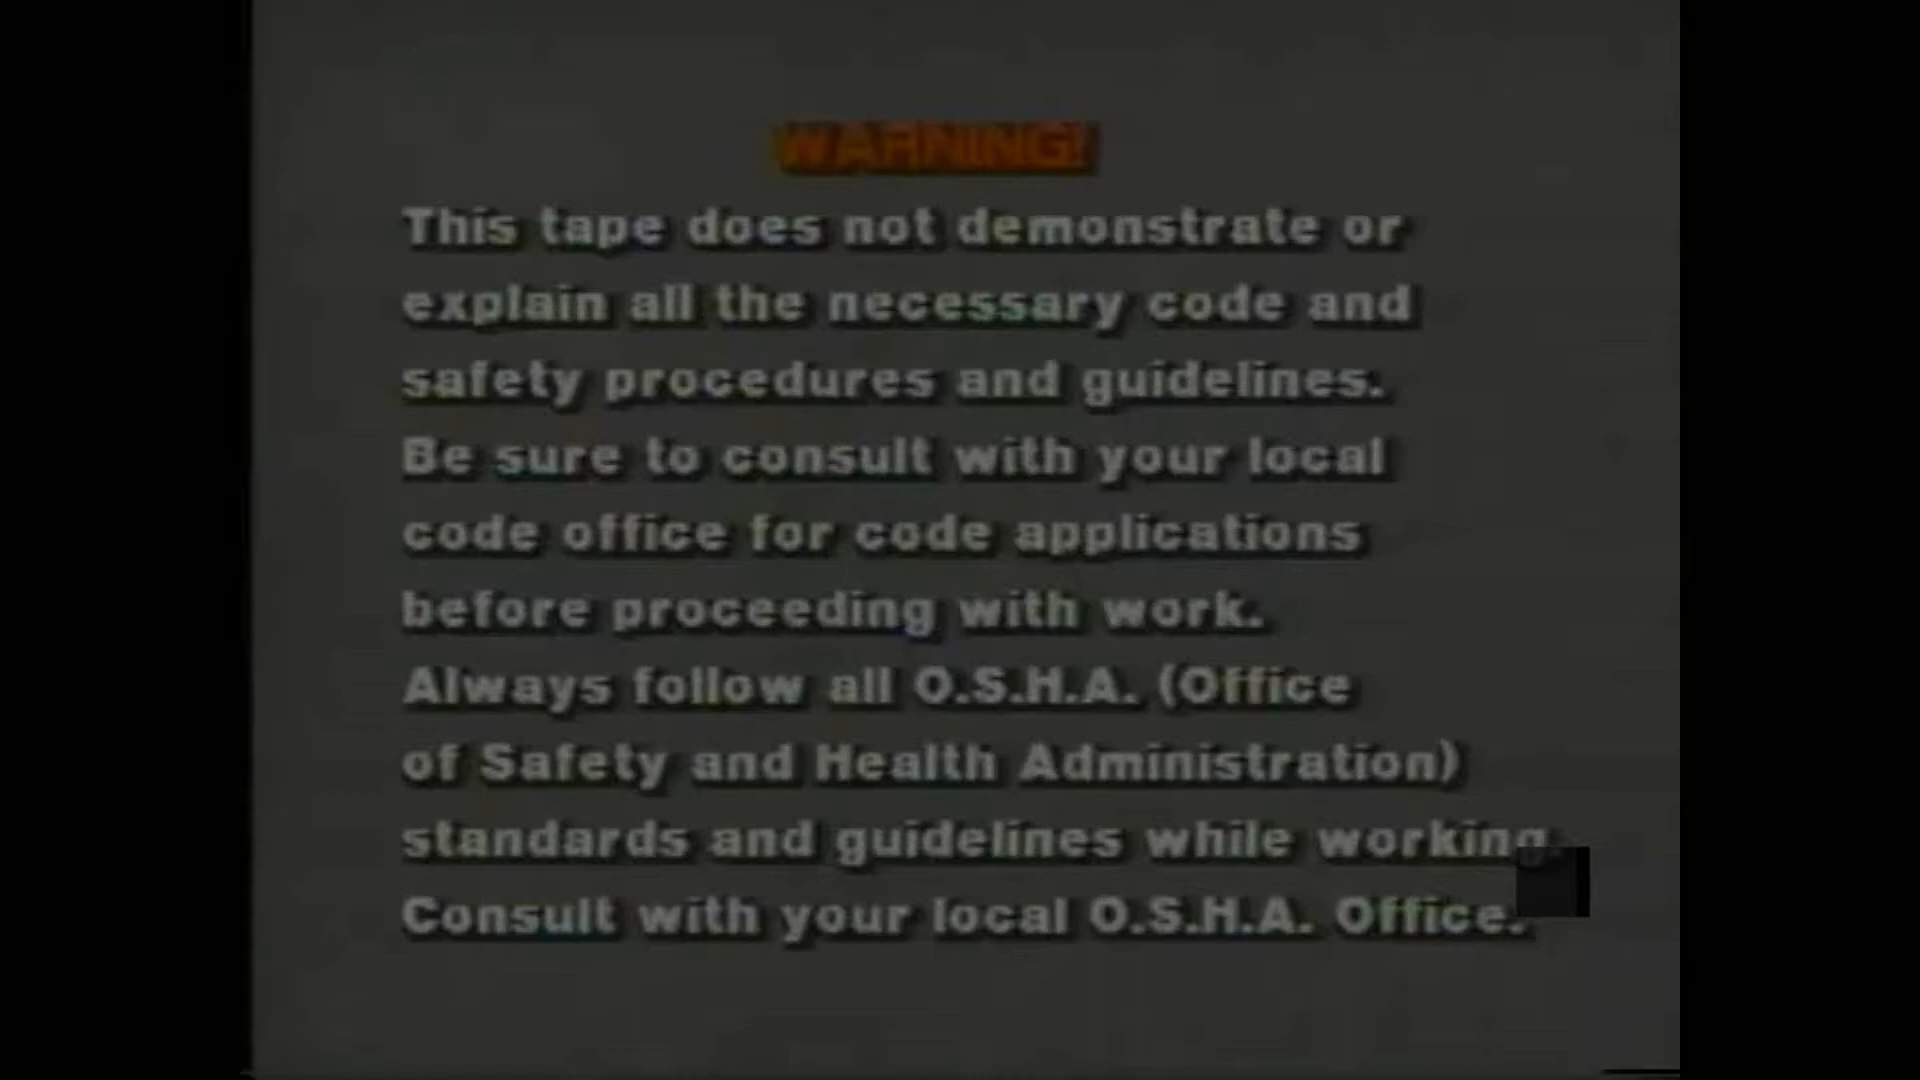 WARNING!
This tape does not demonstrate or
explain all the necessary code and
safety procedures and guidelines.
Be sure to consult with your local
code office for code applications
before proceeding with work.
Always follow all O.S.H.A. (Office
of Safety and Health Administration)
standards and guidelines while working.
Consult with your local O.S.H.A. Office.